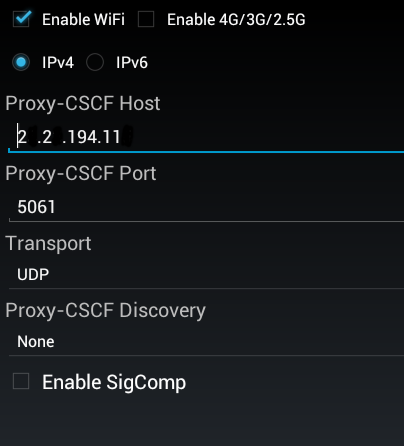 Enable WiFi Enable 4G/3G/2.5G
IPv4 IPv6
Proxy-CSCF Host
2 .2 .194.11
Proxy-CSCF Port
5061
Transport
UDP
Proxy-CSCF Discovery
None
Enable SigComp